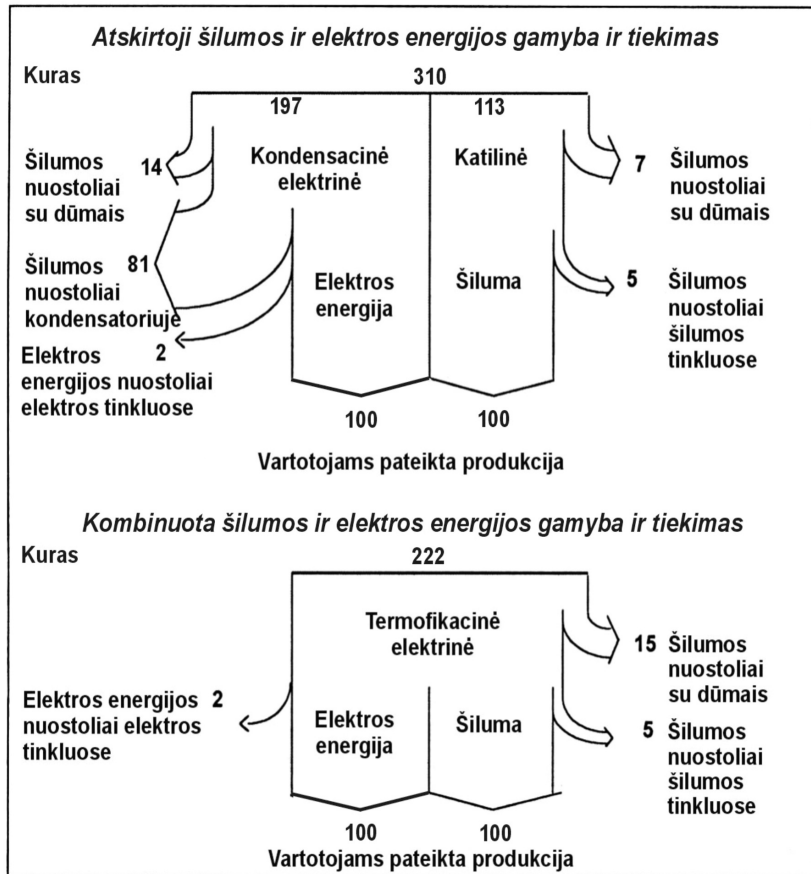 Atskirtoji šilumos ir elektros energijos gamyba ir tiekimas
Kuras
310
197
113
Šilumos
nuostoliai
su dūmais
14
Kondensacinė
elektrinė
Katilinė
7
Šilumos
nuostoliai
su dūmais
Šilumos
nuostoliai
kondensatoriuje
81
Elektros
energija
Šiluma
5
Šilumos
nuostoliai
šilumos
tinkluose
Elektros
energijos nuostoliai
elektros tinkluose
2
100
100
Vartotojams pateikta produkcija
Kombinuota šilumos ir elektros energijos gamyba ir tiekimas
Kuras
222
Termofikacinė
elektrinė
15
Šilumos
nuostoliai
su dūmais
Elektros energijos
nuostoliai elektros
tinkluose
2
Elektros
energija
Šiluma
5
Šilumos
nuostoliai
šilumos
tinkluose
100
100
Vartotojams pateikta produkcija